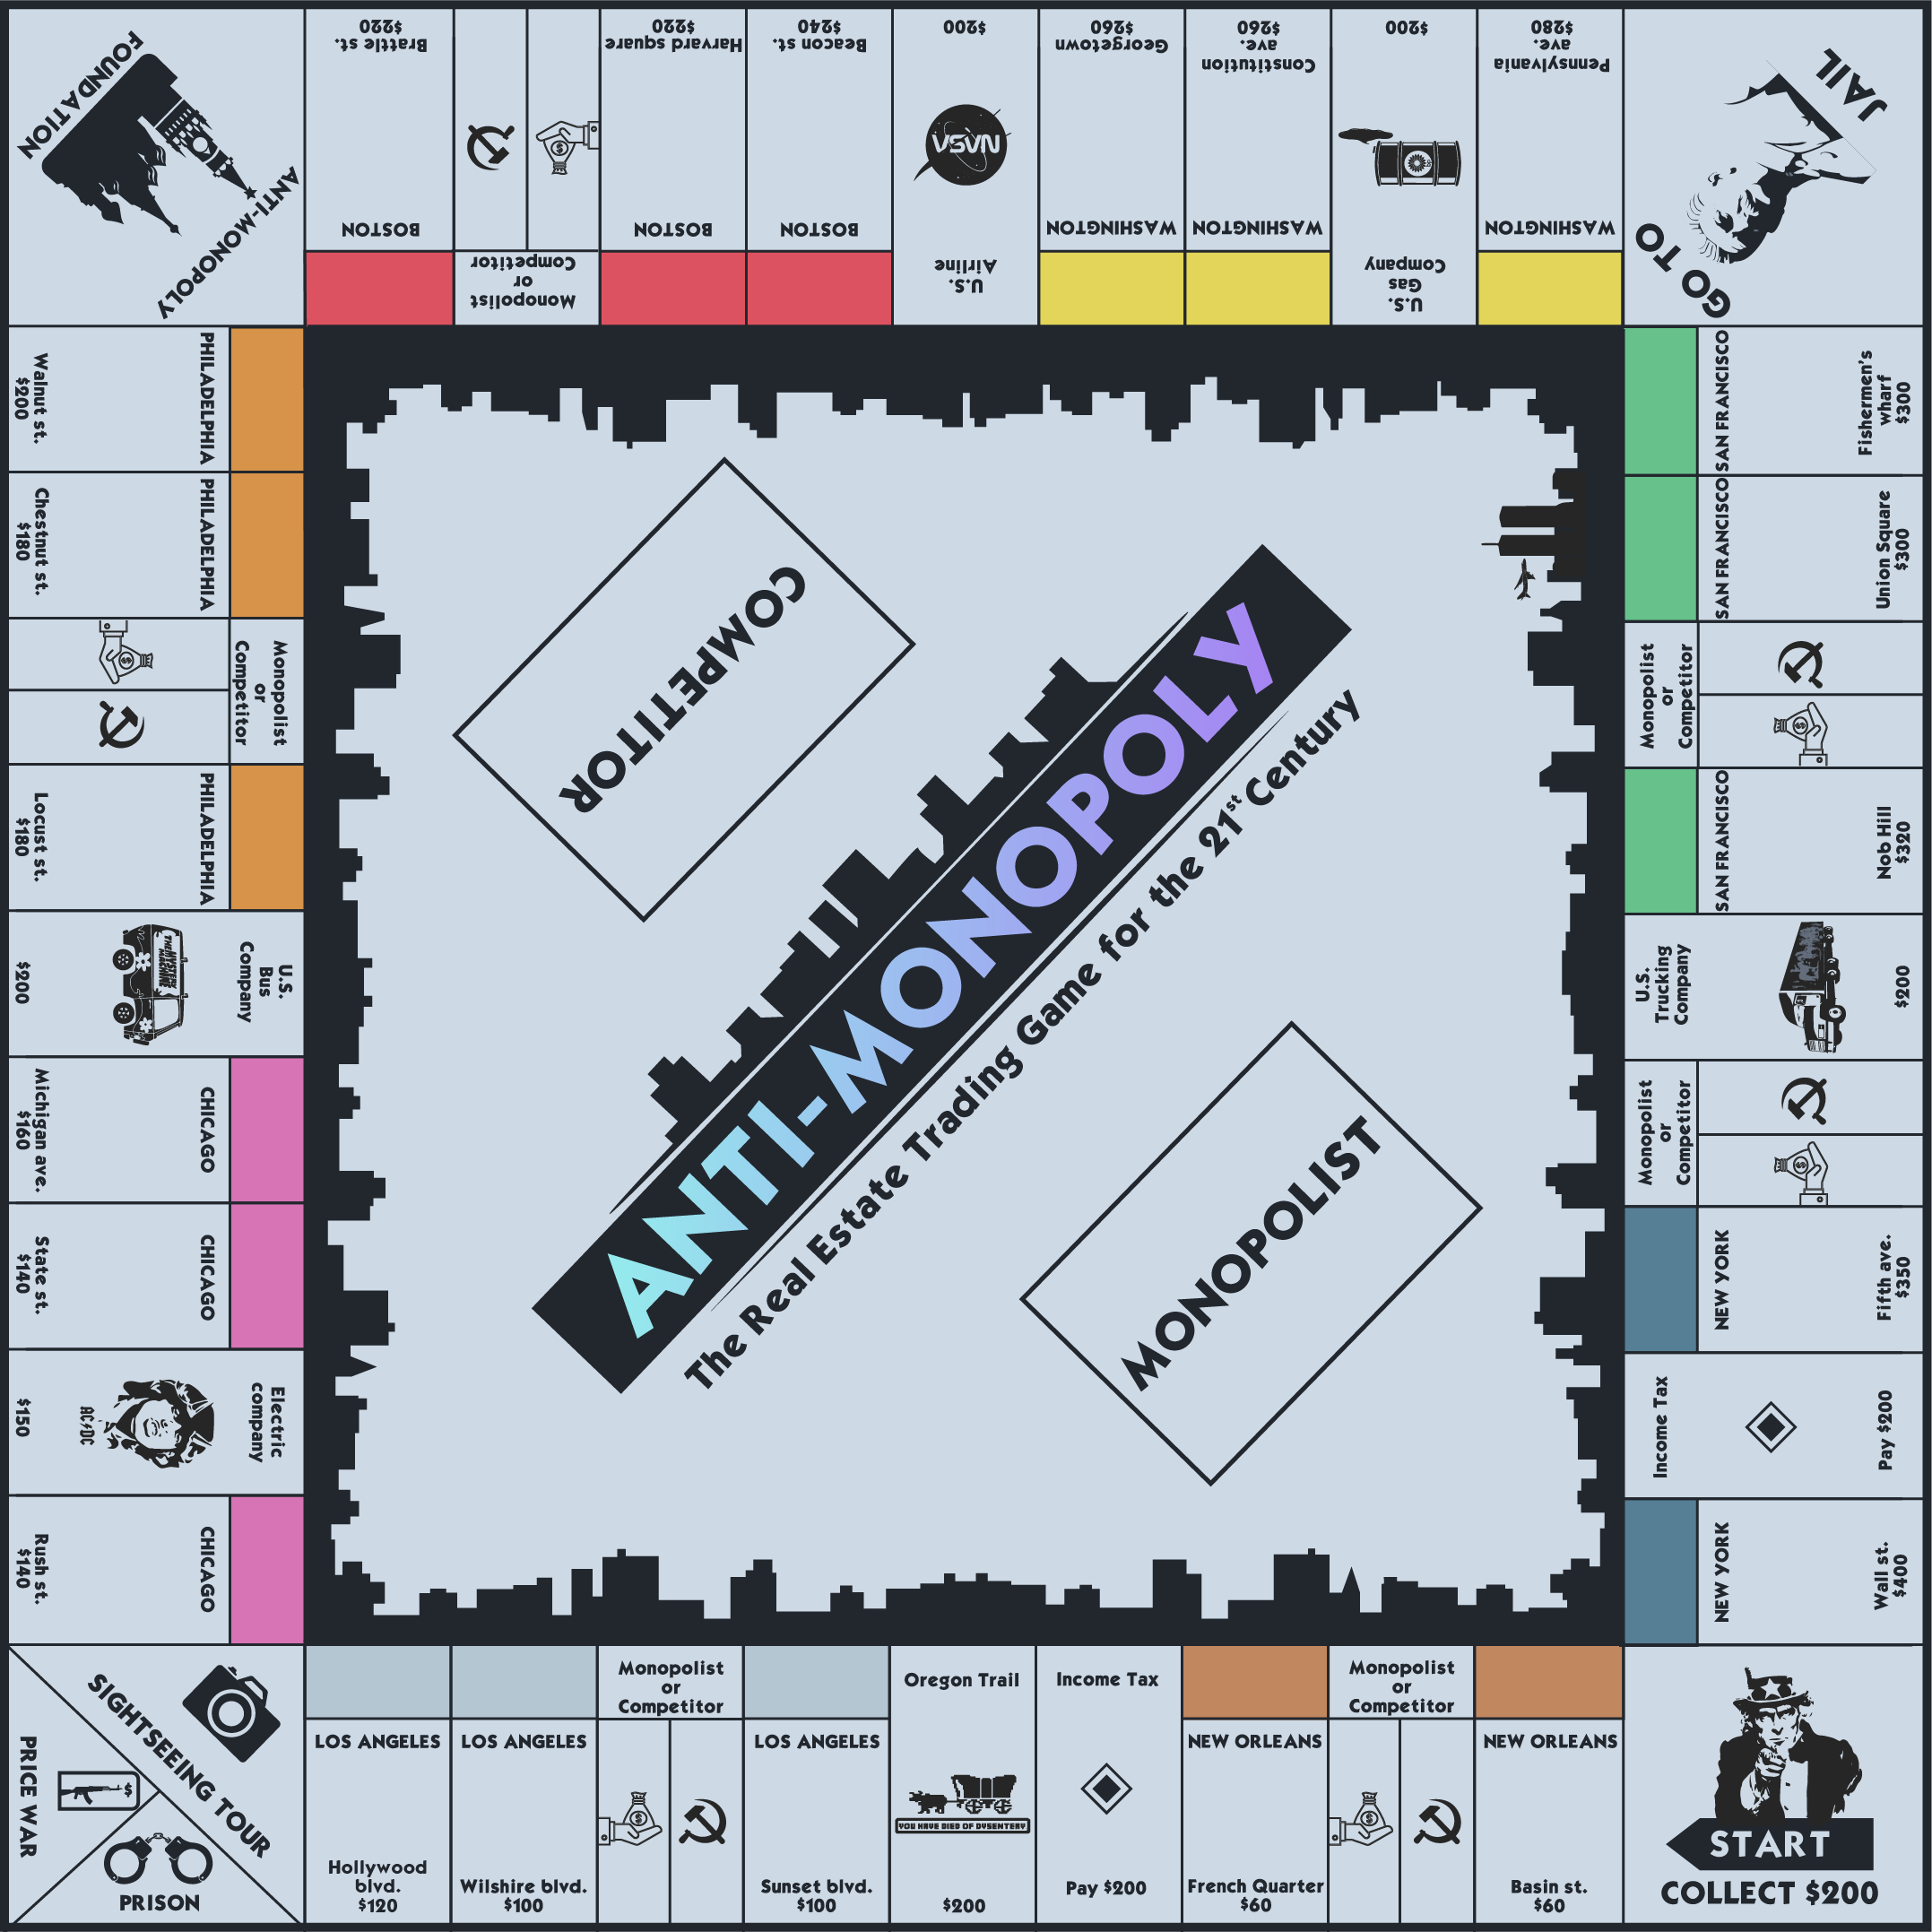 ANTI-MONOPOLY
FOUNDATION
Brattle st.
$220
BOSTON
Monopolist
or
Competitor
Harvard square
$220
BOSTON
Beacon st.
$240
BOSTON
U.S.
Airline
NASA
$200
WASHINGTON
Georgetown
$260
WASHINGTON
Constitution
ave.
$260
U.S.
Gas
Company
$200
WASHINGTON
Pennsylvania
ave.
$280
GO TO
JAIL
SAN FRANCISCO
Fishermen's
wharf
$300
SAN FRANCISCO
Union Square
$300
Monopolist
or
Competitor
SAN FRANCISCO
Nob Hill
$320
U.S.
Trucking
Company
$200
Monopolist
or
Competitor
NEW YORK
Fifth ave.
$350
Income Tax
Pay $200
NEW YORK
Wall st.
$400
START
COLLECT $200
NEW ORLEANS
Basin st.
$60
Monopolist
or
Competitor
NEW ORLEANS
French Quarter
$60
Income Tax
Pay $200
Oregon Trail
YOU HAVE DIED OF DYSENTERY
$200
LOS ANGELES
Sunset blvd.
$100
Monopolist
or
Competitor
LOS ANGELES
Wilshire blvd.
$100
LOS ANGELES
Hollywood
blvd.
$120
SIGHTSEEING TOUR
PRICE WAR
PRISON
CHICAGO
Rush st.
$140
Electric
company
AC/DC
$150
CHICAGO
State st.
$140
CHICAGO
Michigan ave.
$160
U.S.
Bus
Company
THE MYSTERY
MACHINE
$200
PHILADELPHIA
Locust st.
$180
Monopolist
or
Competitor
PHILADELPHIA
Chestnut st.
$180
PHILADELPHIA
Walnut st.
$200
COMPETITOR
ANTI-MONOPOLY
The Real Estate Trading Game for the 21st Century
MONOPOLIST